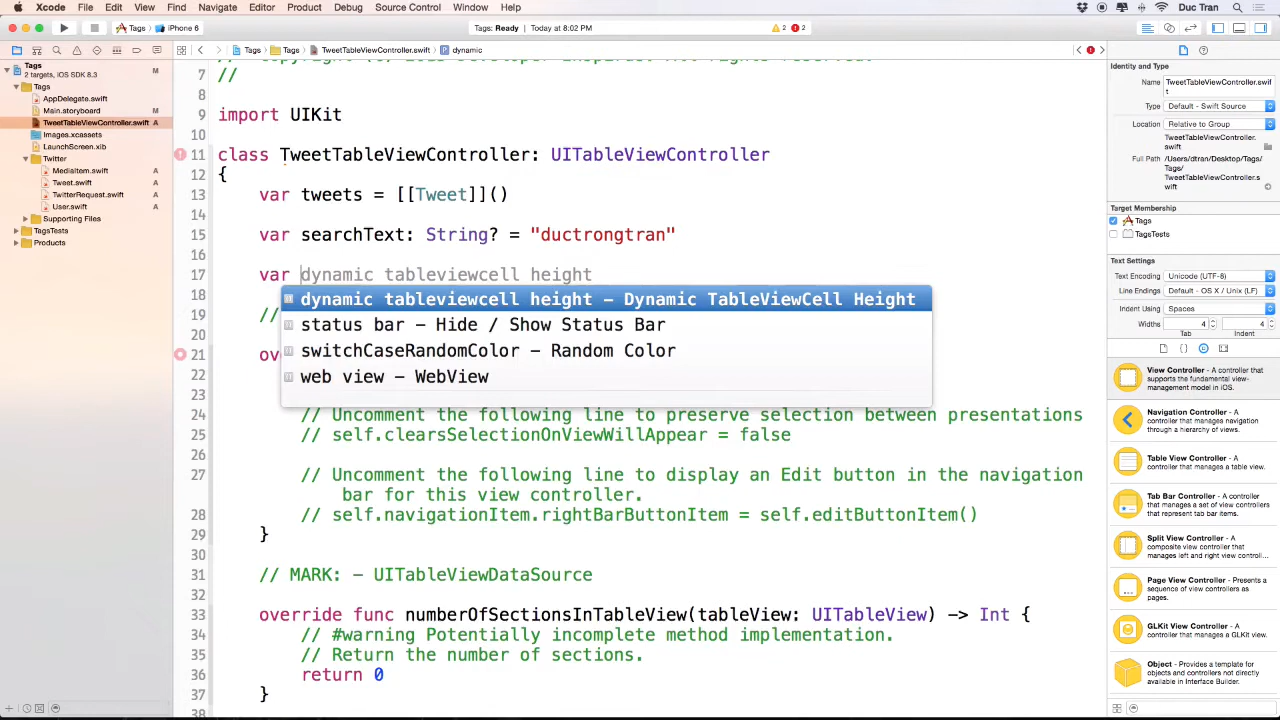 Xcode File Edit View Find Navigate Editor Product Debug Source Control Window Help Duc Tran
Tags iPhone 6 Tags: Ready Today at 8:02 PM 2 2
Tags Tags TweetTableViewController.swift dynamic
Tags M
2 targets, iOS SDK 8.3
Tags
AppDelegate.swift
Main.storyboard M
TweetTableViewController.swift A
Images.xcassets
LaunchScreen.xib
Twitter
MediaItem.swift A
Tweet.swift A
TwitterRequest.swift A
User.swift A
Supporting Files
TagsTests
Products
7 //
8
9 import UIKit
10
11 class TweetTableViewController: UITableViewController
12 {
13 var tweets = [[Tweet]]()
14
15 var searchText: String? = "ductrongtran"
16
17 var dynamic tableviewcell height
dynamic tableviewcell height – Dynamic TableViewCell Height
status bar – Hide / Show Status Bar
switchCaseRandomColor – Random Color
web view – WebView
18
19 //
20
21 ov
22
23
24 // Uncomment the following line to preserve selection between presentations
25 // self.clearsSelectionOnViewWillAppear = false
26
27 // Uncomment the following line to display an Edit button in the navigation
bar for this view controller.
28 // self.navigationItem.rightBarButtonItem = self.editButtonItem()
29 }
30
31 // MARK: – UITableViewDataSource
32
33 override func numberOfSectionsInTableView(tableView: UITableView) -> Int {
34 // #warning Potentially incomplete method implementation.
35 // Return the number of sections.
36 return 0
37 }
38
Identity and Type
Name TweetTableViewController.swif
t
Type Default - Swift Source
Location Relative to Group
TweetTableViewController.
swift
Full Path /Users/dtran/Desktop/Tags/
Tags/
TweetTableViewController.s
wift
Target Membership
Tags
TagsTests
Text Settings
Text Encoding Unicode (UTF-8)
Line Endings Default - OS X / Unix (LF)
Indent Using Spaces
Widths 4 4
Tab Indent
View Controller - A controller that
supports the fundamental view-
management model in iOS.
Navigation Controller - A
controller that manages navigation
through a hierarchy of views.
Table View Controller - A
controller that manages a table view.
Tab Bar Controller - A controller
that manages a set of view controllers
that represent tab bar items.
Split View Controller - A
composite view controller that
manages left and right view controll...
Page View Controller - Presents a
sequence of view controllers as
pages.
GLKit View Controller - A
controller that manages a GLKit view.
Object - Provides a template for
objects and controllers not directly
available in Interface Builder.